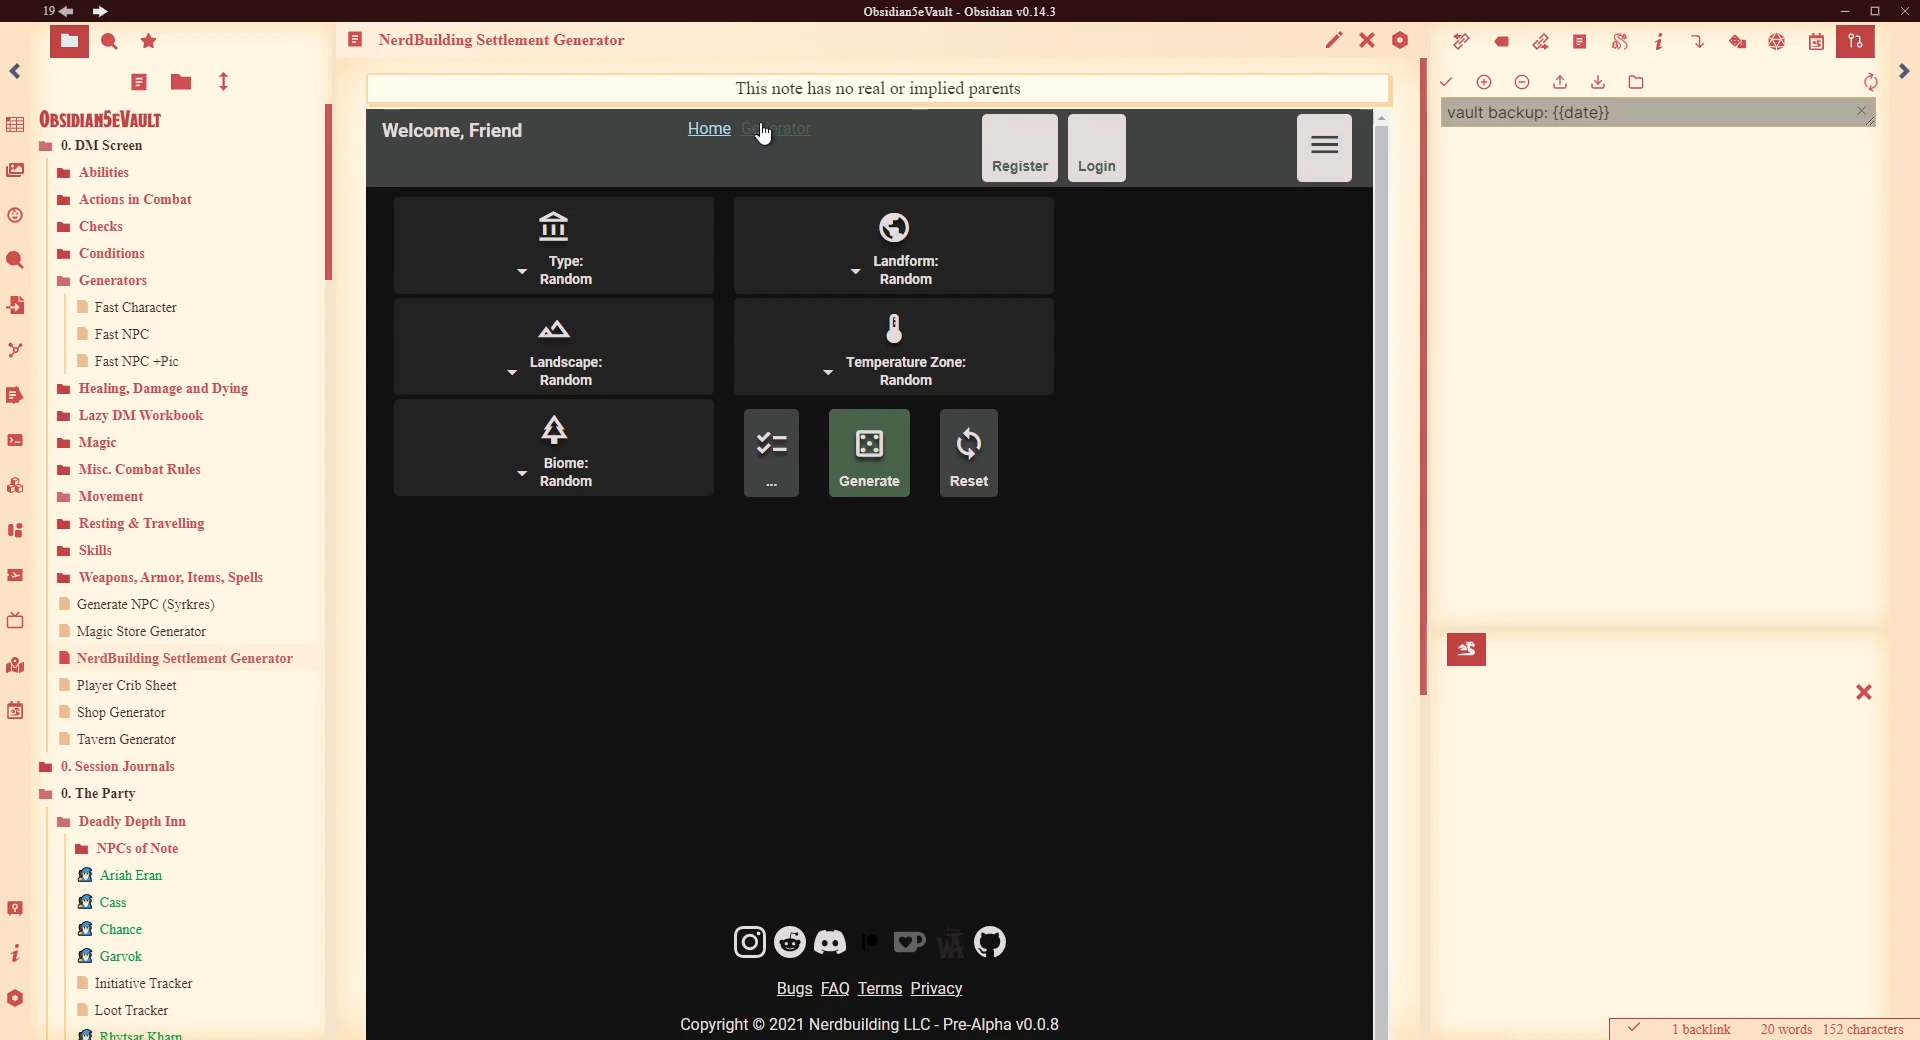 19
Obsidian5eVault - Obsidian v0.14.3
NerdBuilding Settlement Generator
This note has no real or implied parents
Obsidian5eVault
0. DM Screen
Abilities
Actions in Combat
Checks
Conditions
Generators
Fast Character
Fast NPC
Fast NPC +Pic
Healing, Damage and Dying
Lazy DM Workbook
Magic
Misc. Combat Rules
Movement
Resting & Travelling
Skills
Weapons, Armor, Items, Spells
Generate NPC (Syrkres)
Magic Store Generator
NerdBuilding Settlement Generator
Player Crib Sheet
Shop Generator
Tavern Generator
0. Session Journals
0. The Party
Deadly Depth Inn
NPCs of Note
Ariah Eran
Cass
Chance
Garvok
Initiative Tracker
Loot Tracker
Rhytsar Kharn
Welcome, Friend
Home Generator
Register
Login
Type:
Random
Landform:
Random
Landscape:
Random
Temperature Zone:
Random
Biome:
Random
...
Generate
Reset
Bugs FAQ Terms Privacy
Copyright © 2021 Nerdbuilding LLC - Pre-Alpha v0.0.8
vault backup: {{date}}
1 backlink 20 words 152 characters